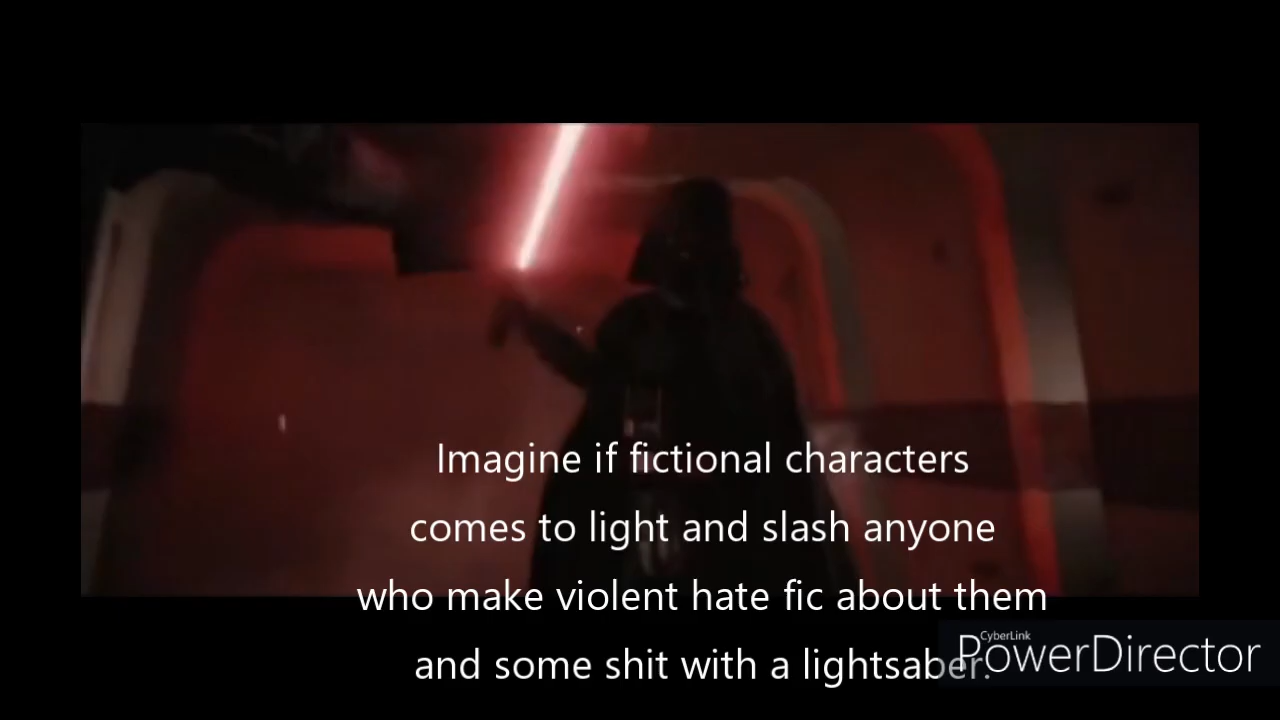 Imagine if fictional characters
comes to light and slash anyone
who make violent hate fic about them
and some shit with a lightsaber.
CyberLink
PowerDirector